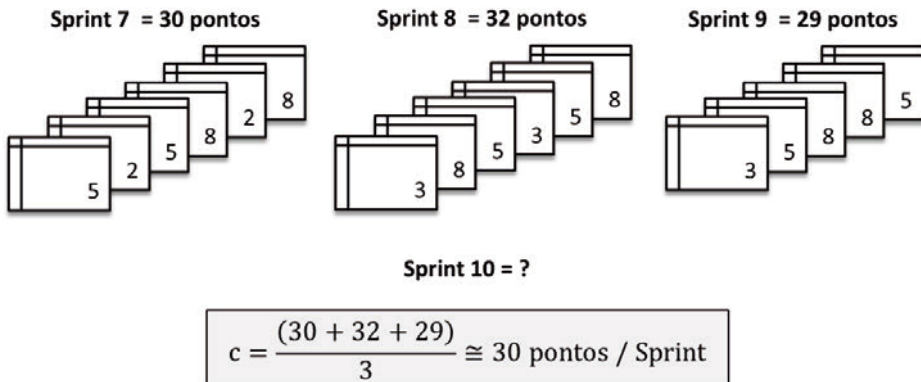 Sprint 7 = 30 pontos
5 2 5 8 2 8
Sprint 8 = 32 pontos
3 8 5 3 5 8
Sprint 9 = 29 pontos
3 5 8 8 5
Sprint 10 = ?
c = (30 + 32 + 29) / 3 ≅ 30 pontos / Sprint